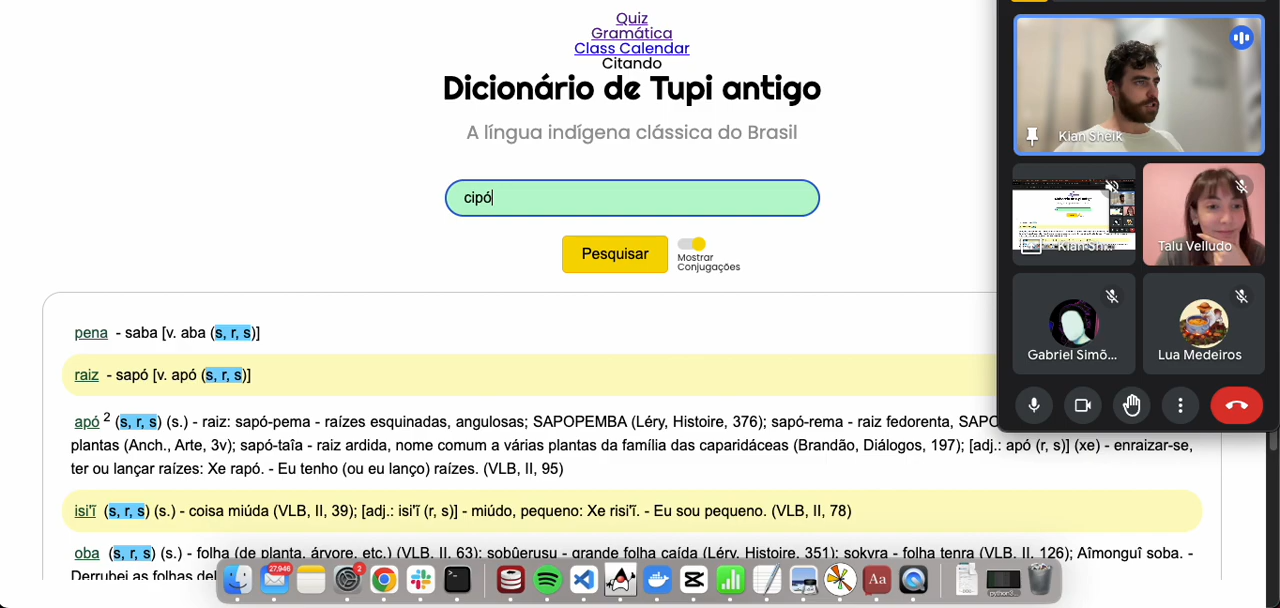 Quiz
Gramática
Class Calendar
Citando
Dicionário de Tupi antigo
A língua indígena clássica do Brasil
cipó
Pesquisar
Mostrar
Conjugações
pena - saba [v. aba (s, r, s)]
raiz - sapó [v. apó (s, r, s)]
apó 2 (s, r, s) (s.) - raiz: sapó-pema - raízes esquinadas, angulosas; SAPOPEMBA (Léry, Histoire, 376); sapó-rema - raiz fedorenta, SAPO
plantas (Anch., Arte, 3v); sapó-taîa - raiz ardida, nome comum a várias plantas da família das caparidáceas (Brandão, Diálogos, 197); [adj.: apó (r, s)] (xe) - enraizar-se,
ter ou lançar raízes: Xe rapó. - Eu tenho (ou eu lanço) raízes. (VLB, II, 95)
isi'ĩ (s, r, s) (s.) - coisa miúda (VLB, II, 39); [adj.: isi'ĩ (r, s)] - miúdo, pequeno: Xe risi'ĩ. - Eu sou pequeno. (VLB, II, 78)
oba (s, r, s) (s.) - folha (de planta, árvore, etc.) (VLB, II, 63); sobûerusu - grande folha caída (Léry, Histoire, 351); sokyra - folha tenra (VLB, II, 126); Aîmonguî soba. -
Derrubei as folhas de
Kian Sheik
Kian Shei...
Talu Velludo
Gabriel Simõ...
Lua Medeiros
27,946
2
Aa